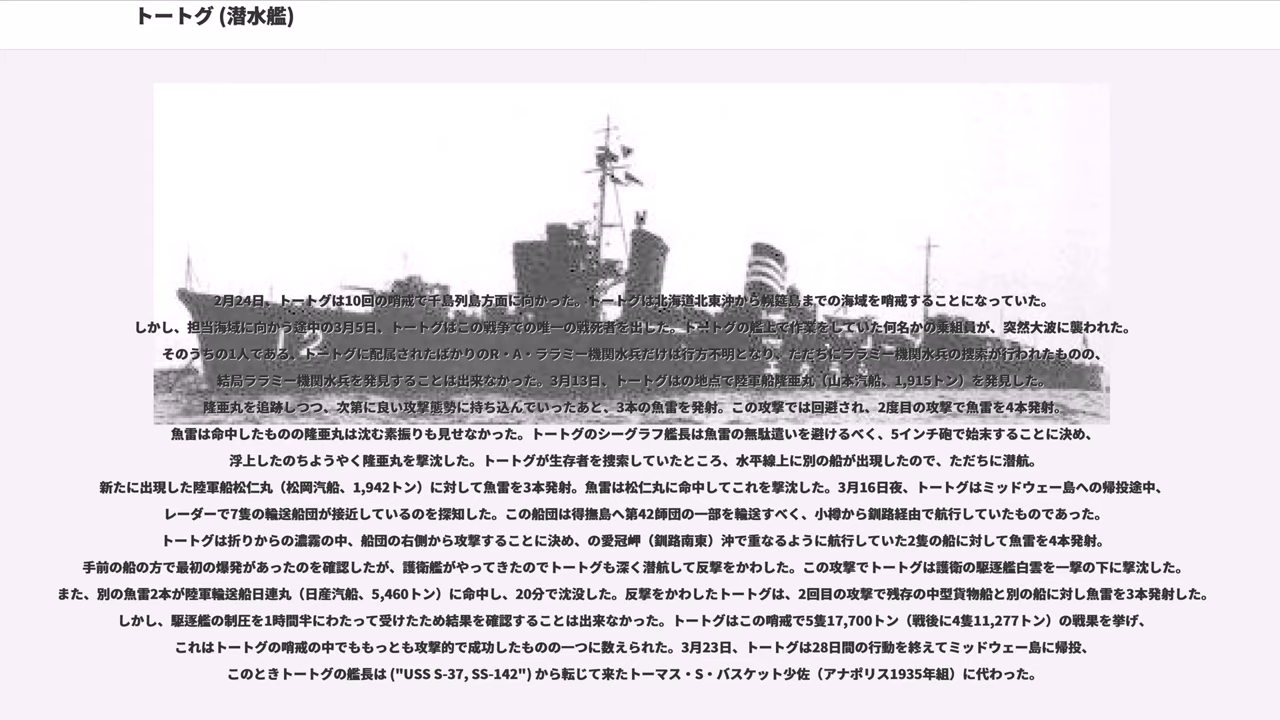 トートグ (潜水艦)
2月24日、トートグは10回の哨戒で千島列島方面に向かった。トートグは北海道北東沖から幌筵島までの海域を哨戒することになっていた。
しかし、担当海域に向かう途中の3月5日、トートグはこの戦争での唯一の戦死者を出した。トートグの艦上で作業をしていた何名かの乗組員が、突然大波に襲われた。
そのうちの1人である、トートグに配属されたばかりのR・A・ララミー機関水兵だけは行方不明となり、ただちにララミー機関水兵の捜索が行われたものの、
結局ララミー機関水兵を発見することは出来なかった。3月13日、トートグはの地点で陸軍船隆亜丸（山本汽船、1,915トン）を発見した。
隆亜丸を追跡しつつ、次第に良い攻撃態勢に持ち込んでいったあと、3本の魚雷を発射。この攻撃では回避され、2度目の攻撃で魚雷を4本発射。
魚雷は命中したものの隆亜丸は沈む素振りも見せなかった。トートグのシーグラフ艦長は魚雷の無駄遣いを避けるべく、5インチ砲で始末することに決め、
浮上したのちようやく隆亜丸を撃沈した。トートグが生存者を捜索していたところ、水平線上に別の船が出現したので、ただちに潜航。
新たに出現した陸軍船松仁丸（松岡汽船、1,942トン）に対して魚雷を3本発射。魚雷は松仁丸に命中してこれを撃沈した。3月16日夜、トートグはミッドウェー島への帰投途中、
レーダーで7隻の輸送船団が接近しているのを探知した。この船団は得撫島へ第42師団の一部を輸送すべく、小樽から釧路経由で航行していたものであった。
トートグは折りからの濃霧の中、船団の右側から攻撃することに決め、の愛冠岬（釧路南東）沖で重なるように航行していた2隻の船に対して魚雷を4本発射。
手前の船の方で最初の爆発があったのを確認したが、護衛艦がやってきたのでトートグも深く潜航して反撃をかわした。この攻撃でトートグは護衛の駆逐艦白雲を一撃の下に撃沈した。
また、別の魚雷2本が陸軍輸送船日連丸（日産汽船、5,460トン）に命中し、20分で沈没した。反撃をかわしたトートグは、2回目の攻撃で残存の中型貨物船と別の船に対し魚雷を3本発射した。
しかし、駆逐艦の制圧を1時間半にわたって受けたため結果を確認することは出来なかった。トートグはこの哨戒で5隻17,700トン（戦後に4隻11,277トン）の戦果を挙げ、
これはトートグの哨戒の中でももっとも攻撃的で成功したものの一つに数えられた。3月23日、トートグは28日間の行動を終えてミッドウェー島に帰投、
このときトートグの艦長は ("USS S-37, SS-142") から転じて来たトーマス・S・バスケット少佐（アナポリス1935年組）に代わった。
12